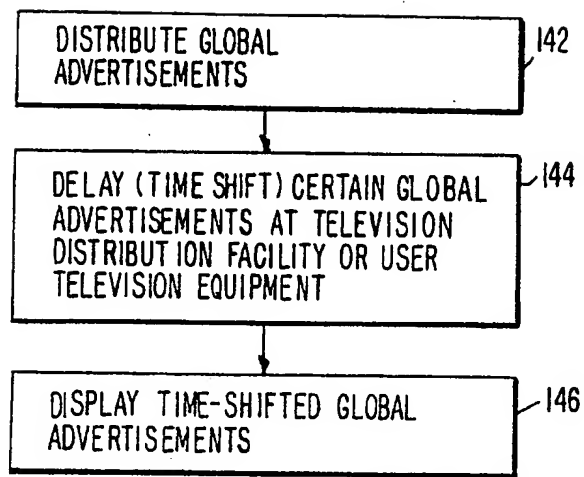 DISTRIBUTE GLOBAL
ADVERTISEMENTS
142
DELAY (TIME SHIFT) CERTAIN GLOBAL
ADVERTISEMENTS AT TELEVISION
DISTRIBUTION FACILITY OR USER
TELEVISION EQUIPMENT
144
DISPLAY TIME-SHIFTED GLOBAL
ADVERTISEMENTS
146